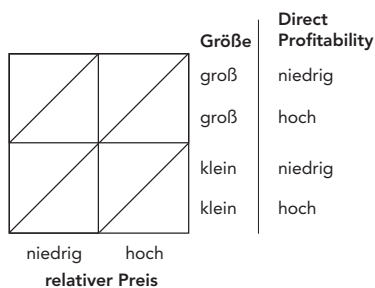 Größe
Direct
Profitability
groß niedrig
groß hoch
klein niedrig
klein hoch
niedrig hoch
relativer Preis